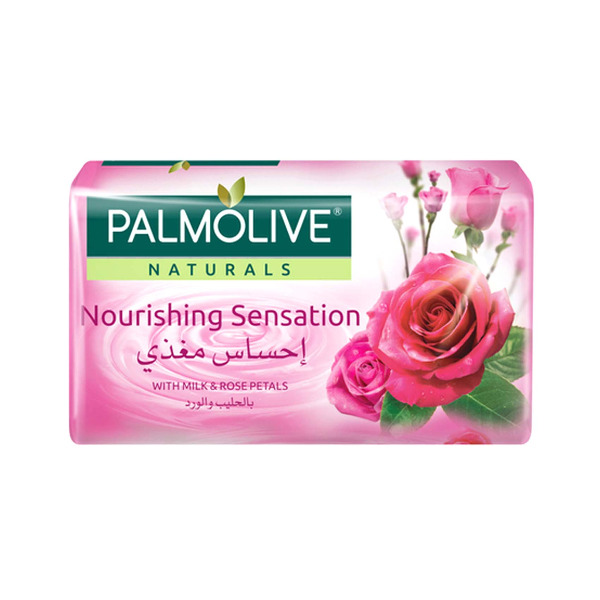 PALMOLIVE®
NATURALS
Nourishing Sensation
إحساس مغذي
WITH MILK & ROSE PETALS
بالحليب والورد